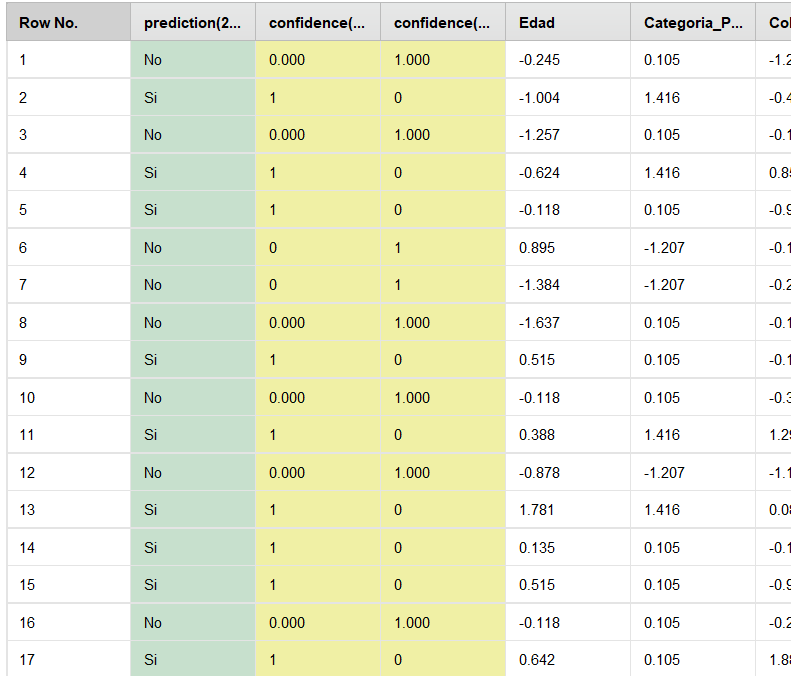 Row No. prediction(2... confidence(... confidence(... Edad Categoria_P... Col
1 No 0.000 1.000 -0.245 0.105 -1.2
2 Si 1 0 -1.004 1.416 -0.4
3 No 0.000 1.000 -1.257 0.105 -0.1
4 Si 1 0 -0.624 1.416 0.85
5 Si 1 0 -0.118 0.105 -0.9
6 No 0 1 0.895 -1.207 -0.1
7 No 0 1 -1.384 -1.207 -0.2
8 No 0.000 1.000 -1.637 0.105 -0.1
9 Si 1 0 0.515 0.105 -0.1
10 No 0.000 1.000 -0.118 0.105 -0.3
11 Si 1 0 0.388 1.416 1.29
12 No 0.000 1.000 -0.878 -1.207 -1.1
13 Si 1 0 1.781 1.416 0.08
14 Si 1 0 0.135 0.105 -0.1
15 Si 1 0 0.515 0.105 -0.9
16 No 0.000 1.000 -0.118 0.105 -0.2
17 Si 1 0 0.642 0.105 1.88